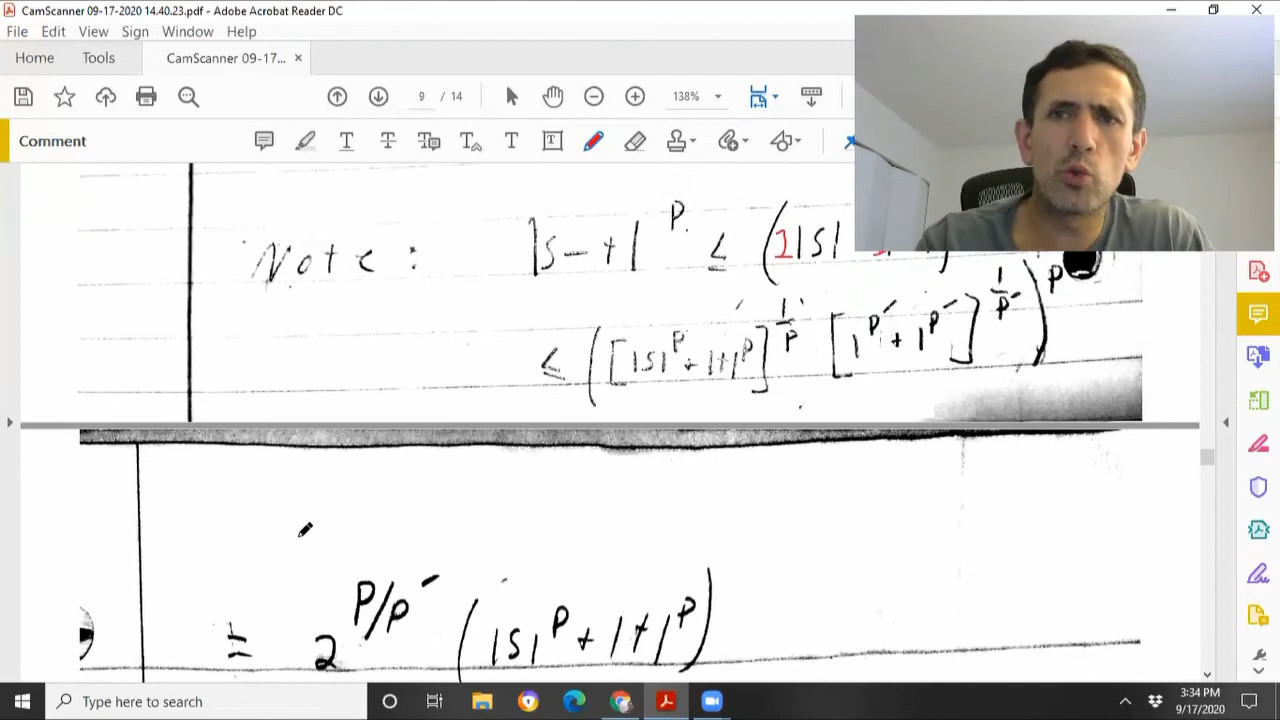 CamScanner 09-17-2020 14.40.23.pdf - Adobe Acrobat Reader DC
File Edit View Sign Window Help
Home Tools CamScanner 09-17... ×
9 / 14 138%
Comment
Note: |s-t|^p ≤ (1|s|
≤ ([|s|^p + |t|^p]^{1/p} [1^{p'} + 1^{p'}]^{1/p'})^p
= 2^{p/p'} (|s|^p + |t|^p)
Type here to search
3:34 PM
9/17/2020